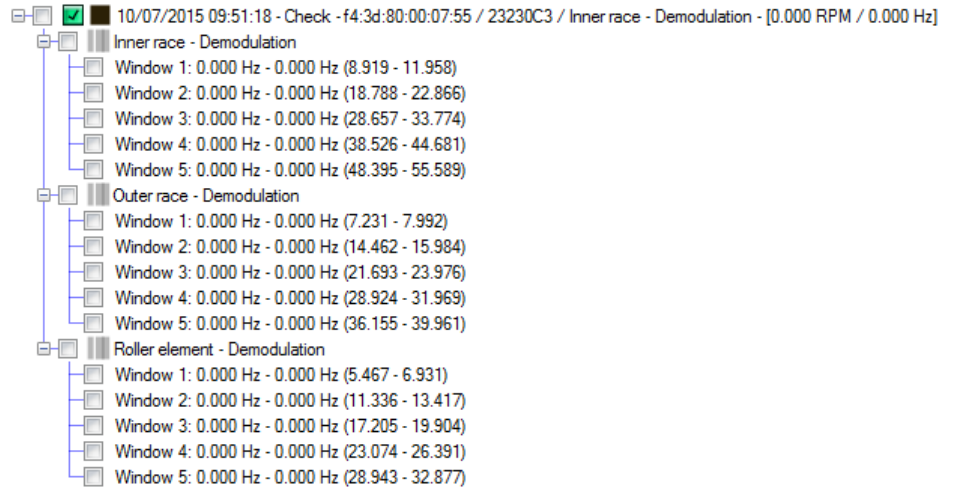 10/07/2015 09:51:18 - Check - f4:3d:80:00:07:55 / 23230C3 / Inner race - Demodulation - [0.000 RPM / 0.000 Hz]
Inner race - Demodulation
Window 1: 0.000 Hz - 0.000 Hz (8.919 - 11.958)
Window 2: 0.000 Hz - 0.000 Hz (18.788 - 22.866)
Window 3: 0.000 Hz - 0.000 Hz (28.657 - 33.774)
Window 4: 0.000 Hz - 0.000 Hz (38.526 - 44.681)
Window 5: 0.000 Hz - 0.000 Hz (48.395 - 55.589)
Outer race - Demodulation
Window 1: 0.000 Hz - 0.000 Hz (7.231 - 7.992)
Window 2: 0.000 Hz - 0.000 Hz (14.462 - 15.984)
Window 3: 0.000 Hz - 0.000 Hz (21.693 - 23.976)
Window 4: 0.000 Hz - 0.000 Hz (28.924 - 31.969)
Window 5: 0.000 Hz - 0.000 Hz (36.155 - 39.961)
Roller element - Demodulation
Window 1: 0.000 Hz - 0.000 Hz (5.467 - 6.931)
Window 2: 0.000 Hz - 0.000 Hz (11.336 - 13.417)
Window 3: 0.000 Hz - 0.000 Hz (17.205 - 19.904)
Window 4: 0.000 Hz - 0.000 Hz (23.074 - 26.391)
Window 5: 0.000 Hz - 0.000 Hz (28.943 - 32.877)